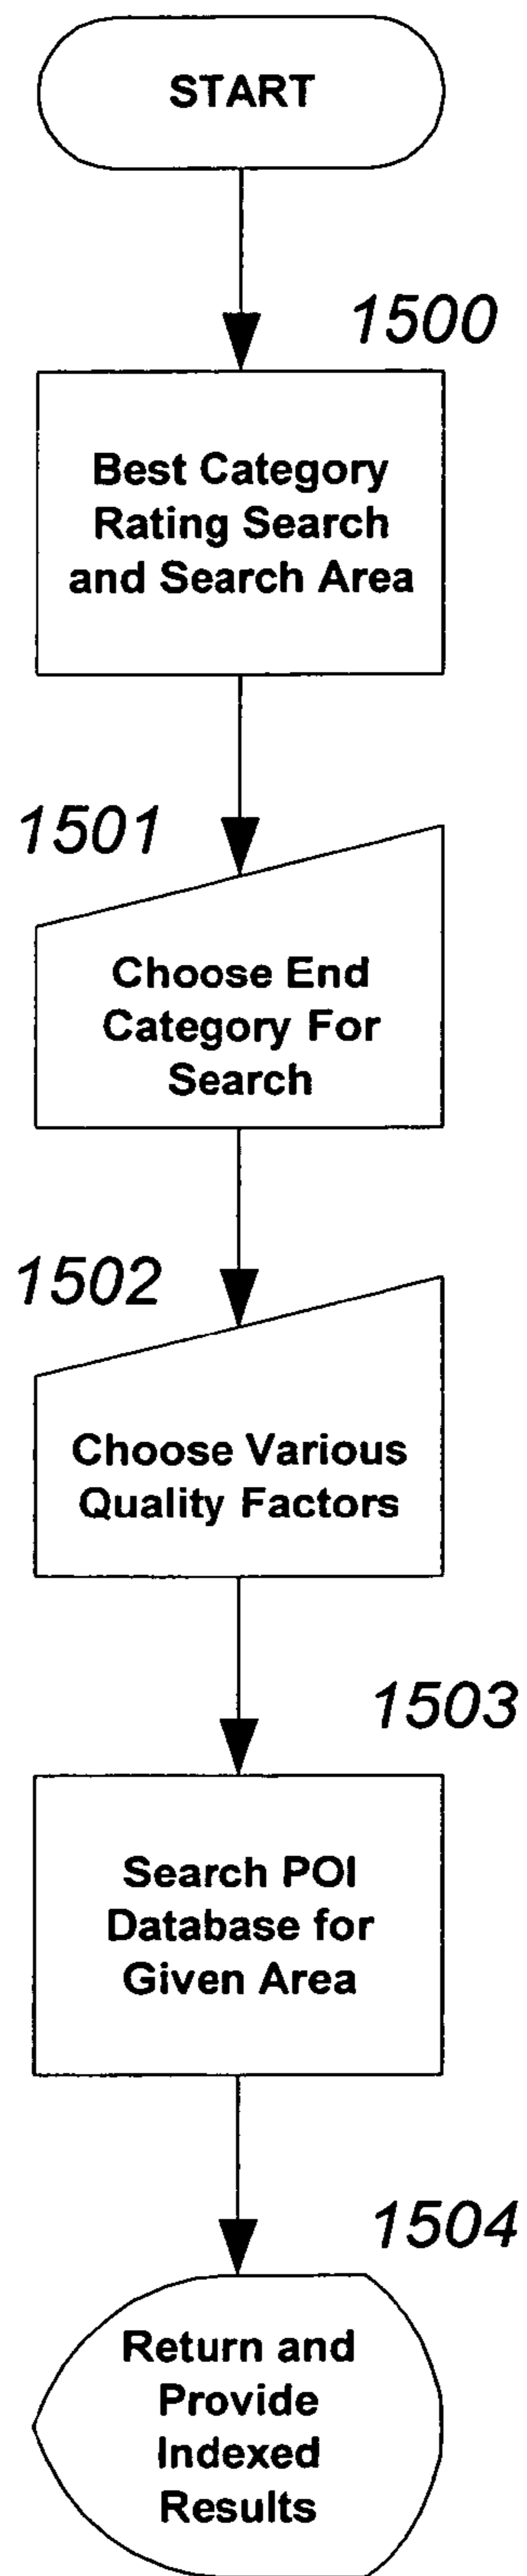 START
1500
Best Category
Rating Search
and Search Area
1501
Choose End
Category For
Search
1502
Choose Various
Quality Factors
1503
Search POI
Database for
Given Area
1504
Return and
Provide
Indexed
Results